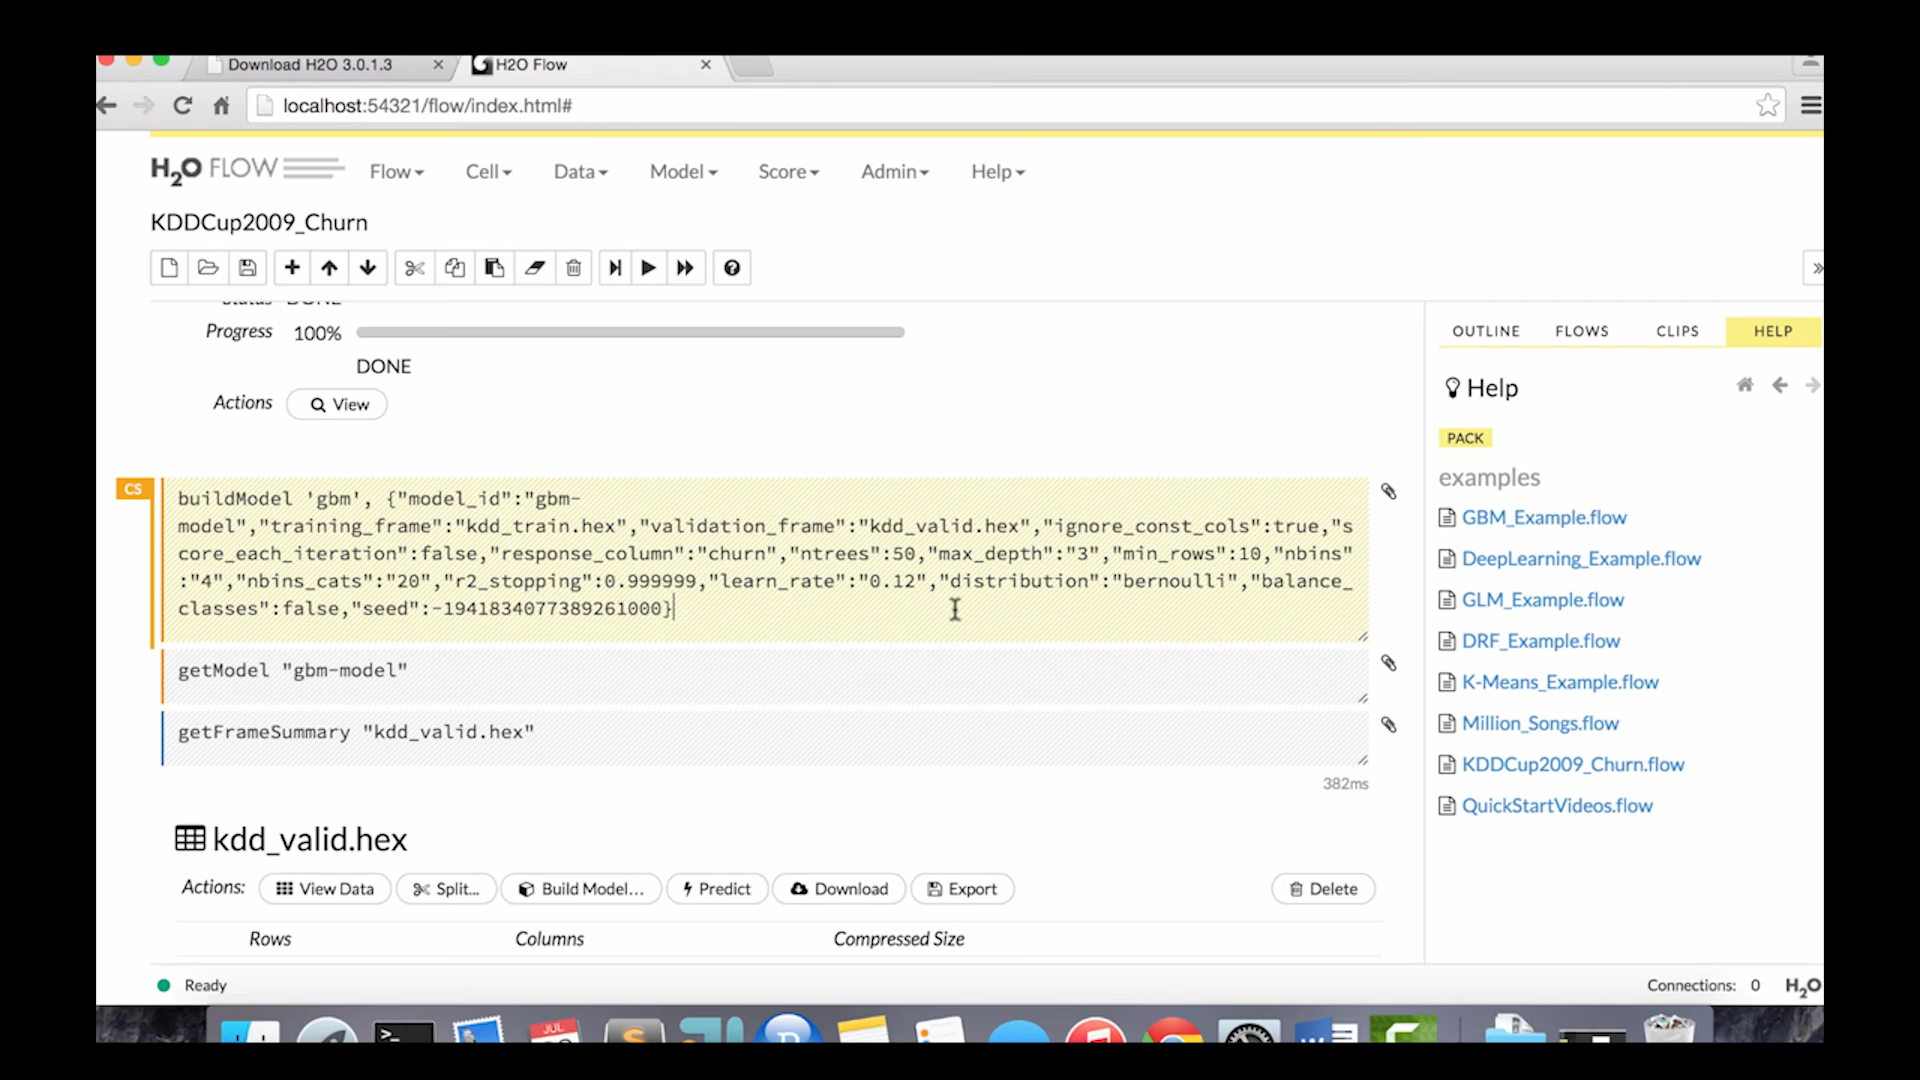 Download H2O 3.0.1.3
H2O Flow
localhost:54321/flow/index.html#
H2O FLOW
Flow Cell Data Model Score Admin Help
KDDCup2009_Churn
Status DONE
Progress 100%
DONE
Actions View
CS
buildModel 'gbm', {"model_id":"gbm-
model","training_frame":"kdd_train.hex","validation_frame":"kdd_valid.hex","ignore_const_cols":true,"s
core_each_iteration":false,"response_column":"churn","ntrees":50,"max_depth":"3","min_rows":10,"nbins"
:"4","nbins_cats":"20","r2_stopping":0.999999,"learn_rate":"0.12","distribution":"bernoulli","balance_
classes":false,"seed":-1941834077389261000}
getModel "gbm-model"
getFrameSummary "kdd_valid.hex"
382ms
kdd_valid.hex
Actions: View Data Split... Build Model... Predict Download Export Delete
Rows Columns Compressed Size
OUTLINE FLOWS CLIPS HELP
Help
PACK
examples
GBM_Example.flow
DeepLearning_Example.flow
GLM_Example.flow
DRF_Example.flow
K-Means_Example.flow
Million_Songs.flow
KDDCup2009_Churn.flow
QuickStartVideos.flow
Ready
Connections: 0 H2O
JUL